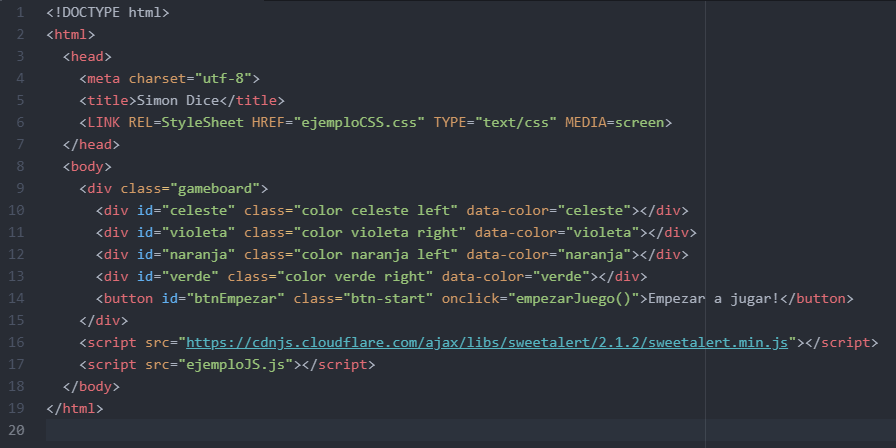 1 <!DOCTYPE html>
2 <html>
3   <head>
4     <meta charset="utf-8">
5     <title>Simon Dice</title>
6     <LINK REL=StyleSheet HREF="ejemploCSS.css" TYPE="text/css" MEDIA=screen>
7   </head>
8   <body>
9     <div class="gameboard">
10       <div id="celeste" class="color celeste left" data-color="celeste"></div>
11       <div id="violeta" class="color violeta right" data-color="violeta"></div>
12       <div id="naranja" class="color naranja left" data-color="naranja"></div>
13       <div id="verde" class="color verde right" data-color="verde"></div>
14       <button id="btnEmpezar" class="btn-start" onclick="empezarJuego()">Empezar a jugar!</button>
15     </div>
16     <script src="https://cdnjs.cloudflare.com/ajax/libs/sweetalert/2.1.2/sweetalert.min.js"></script>
17     <script src="ejemploJS.js"></script>
18   </body>
19 </html>
20